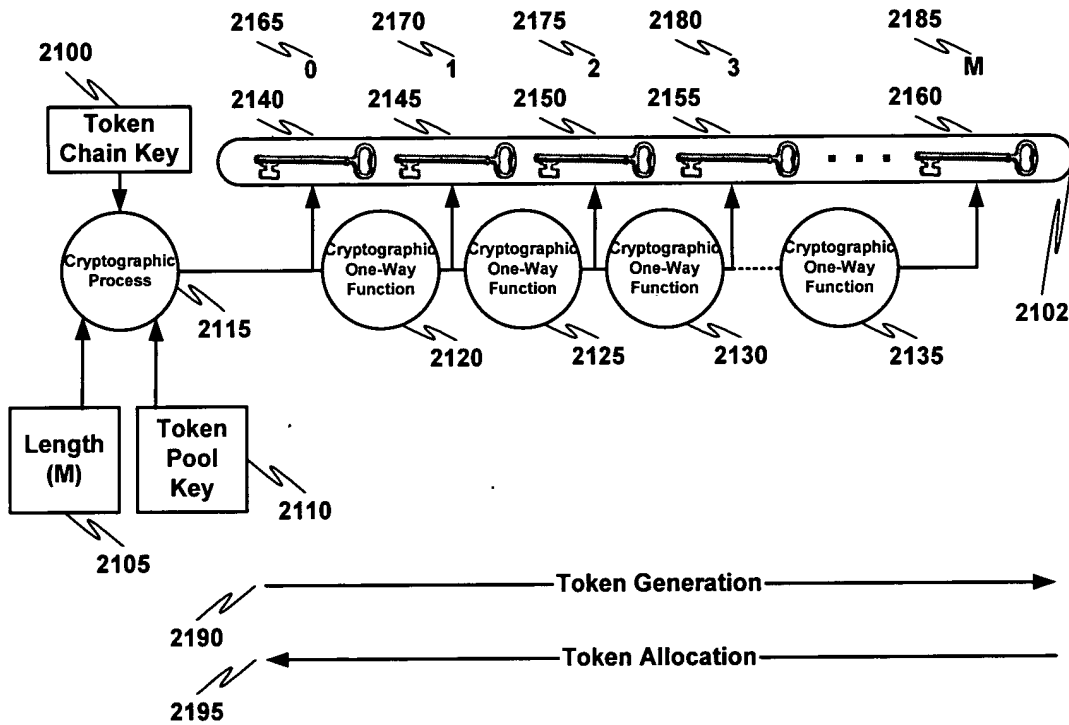 2165 2170 2175 2180 2185
2100 0 1 2 3 M
2140 2145 2150 2155 2160
Token
Chain Key
Cryptographic
Process
Cryptographic
One-Way
Function
Cryptographic
One-Way
Function
Cryptographic
One-Way
Function
Cryptographic
One-Way
Function
2102
2115
2120 2125 2130 2135
Length
(M)
Token
Pool
Key
2110
2105
Token Generation
2190
Token Allocation
2195